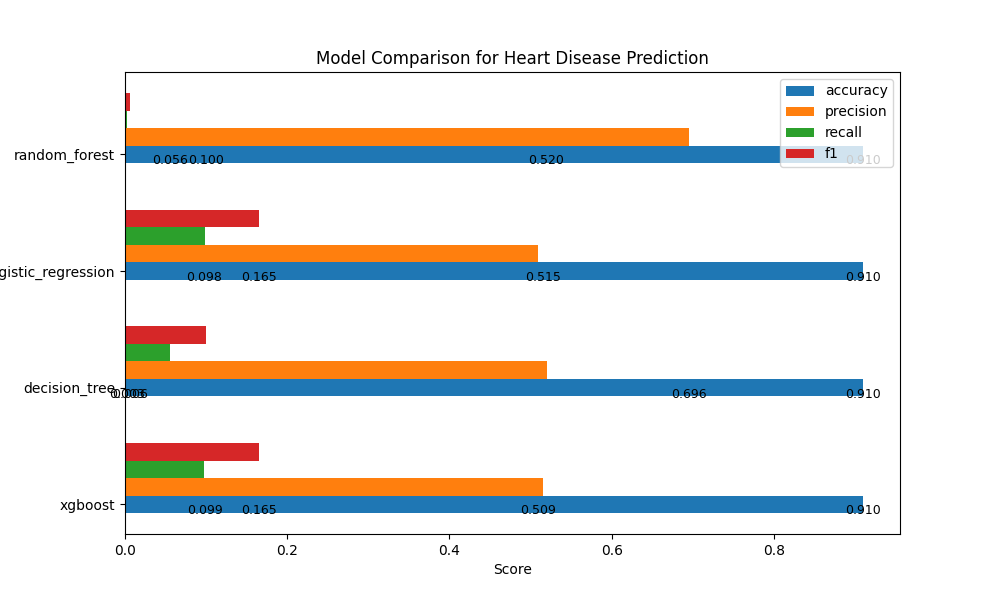 Model Comparison for Heart Disease Prediction
accuracy
precision
recall
f1
random_forest
0.056 0.100 0.520 0.910
gistic_regression
0.098 0.165 0.515 0.910
decision_tree
0.696 0.910
xgboost
0.099 0.165 0.509 0.910
0.0 0.2 0.4 0.6 0.8
Score